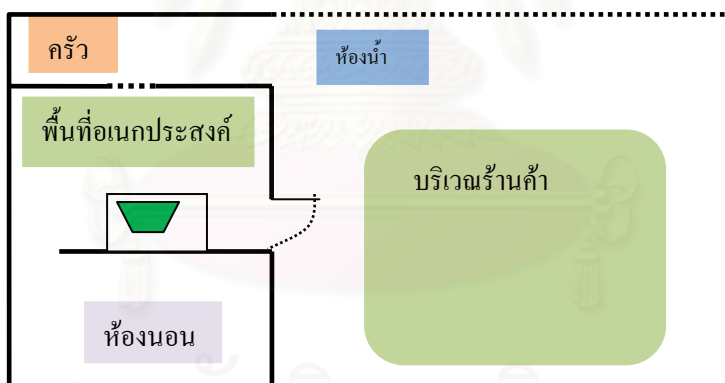 ครัว
ห้องน้ำ
พื้นที่อเนกประสงค์
บริเวณร้านค้า
ห้องนอน